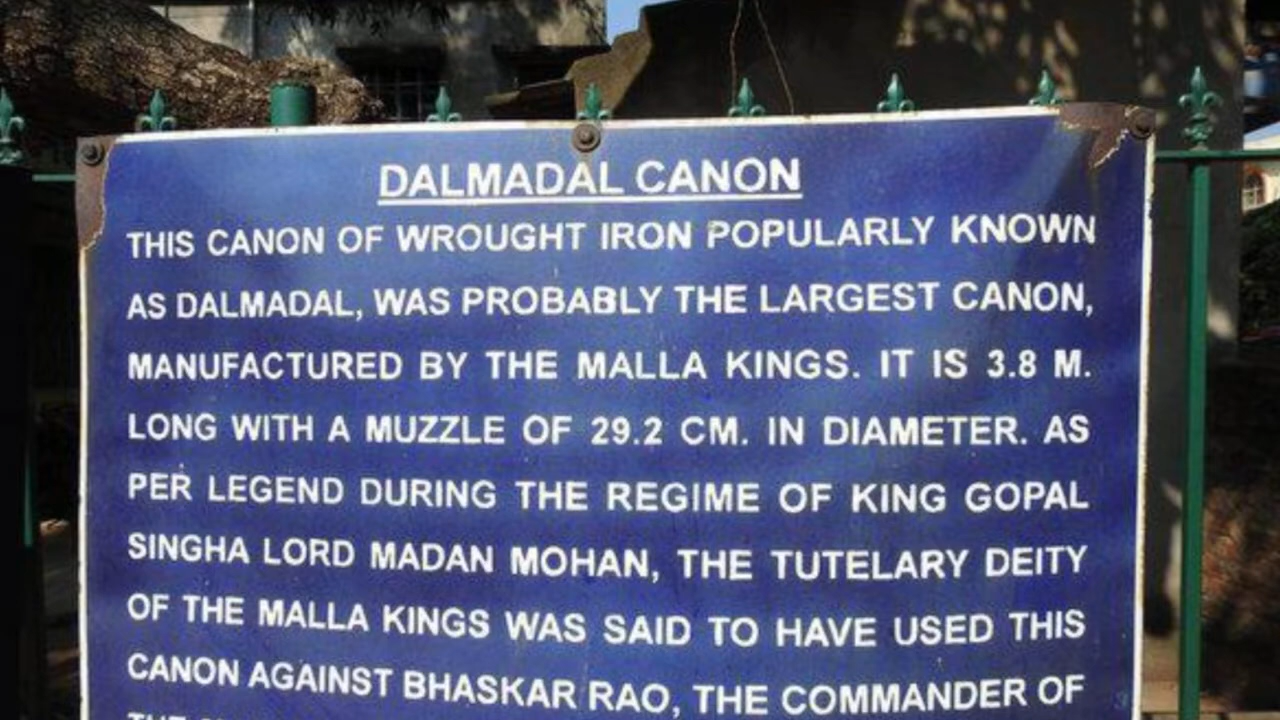 DALMADAL CANON
THIS CANON OF WROUGHT IRON POPULARLY KNOWN
AS DALMADAL, WAS PROBABLY THE LARGEST CANON,
MANUFACTURED BY THE MALLA KINGS. IT IS 3.8 M.
LONG WITH A MUZZLE OF 29.2 CM. IN DIAMETER. AS
PER LEGEND DURING THE REGIME OF KING GOPAL
SINGHA LORD MADAN MOHAN, THE TUTELARY DEITY
OF THE MALLA KINGS WAS SAID TO HAVE USED THIS
CANON AGAINST BHASKAR RAO, THE COMMANDER OF